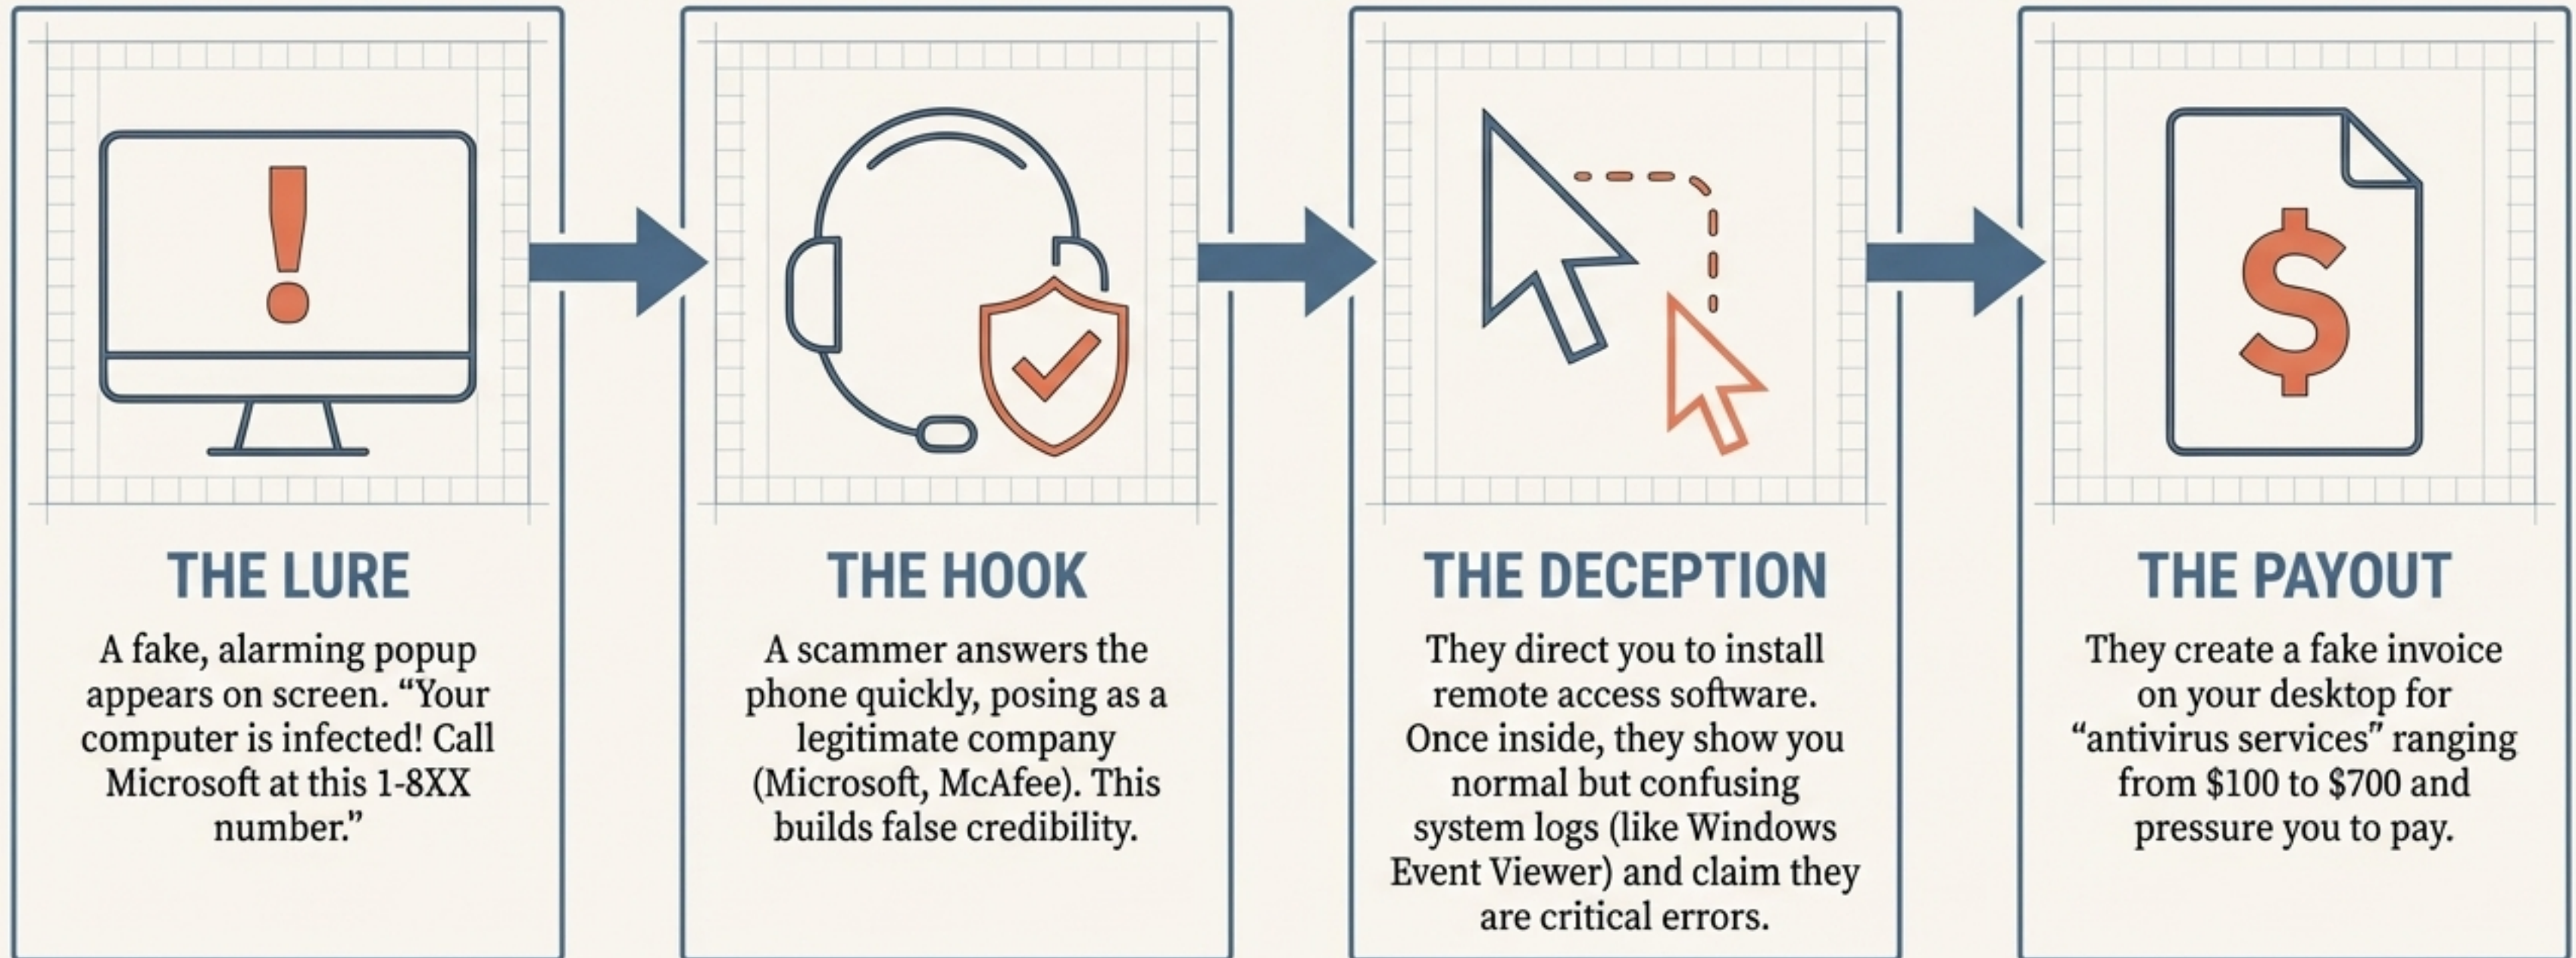 THE LURE
A fake, alarming popup
appears on screen. “Your
computer is infected! Call
Microsoft at this 1-8XX
number.”
THE HOOK
A scammer answers the
phone quickly, posing as a
legitimate company
(Microsoft, McAfee). This
builds false credibility.
THE DECEPTION
They direct you to install
remote access software.
Once inside, they show you
normal but confusing
system logs (like Windows
Event Viewer) and claim they
are critical errors.
THE PAYOUT
They create a fake invoice
on your desktop for
“antivirus services” ranging
from $100 to $700 and
pressure you to pay.